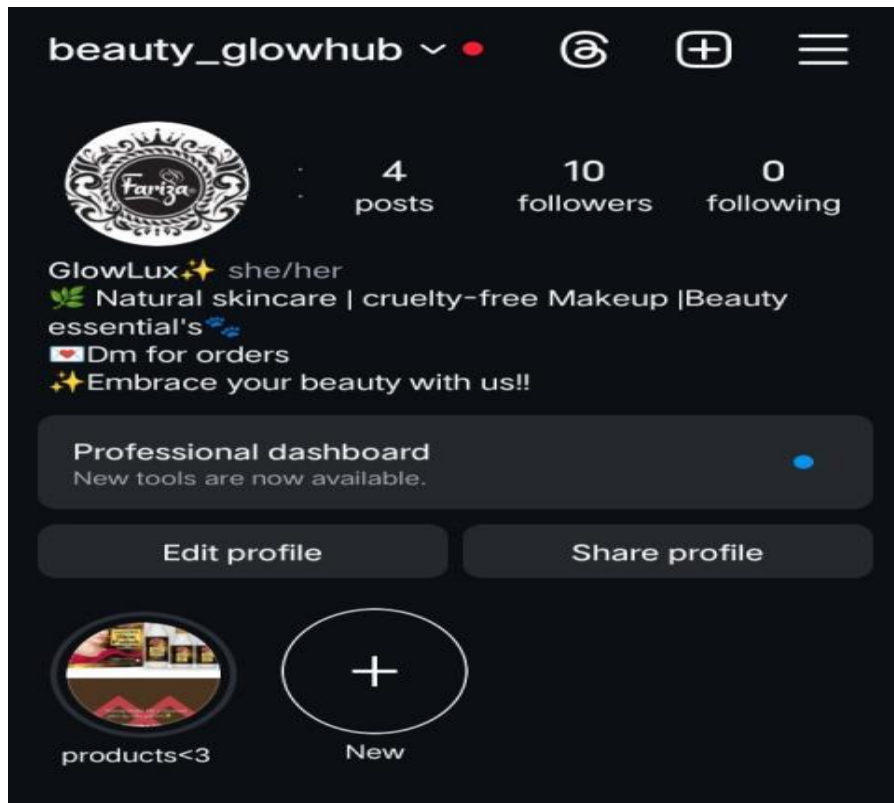 beauty_glowhub
Fariza
4 10 0
posts followers following
GlowLux✨ she/her
🌿 Natural skincare | cruelty-free Makeup |Beauty
essential's🐾
💌Dm for orders
✨Embrace your beauty with us!!
Professional dashboard
New tools are now available.
Edit profile Share profile
products<3 New